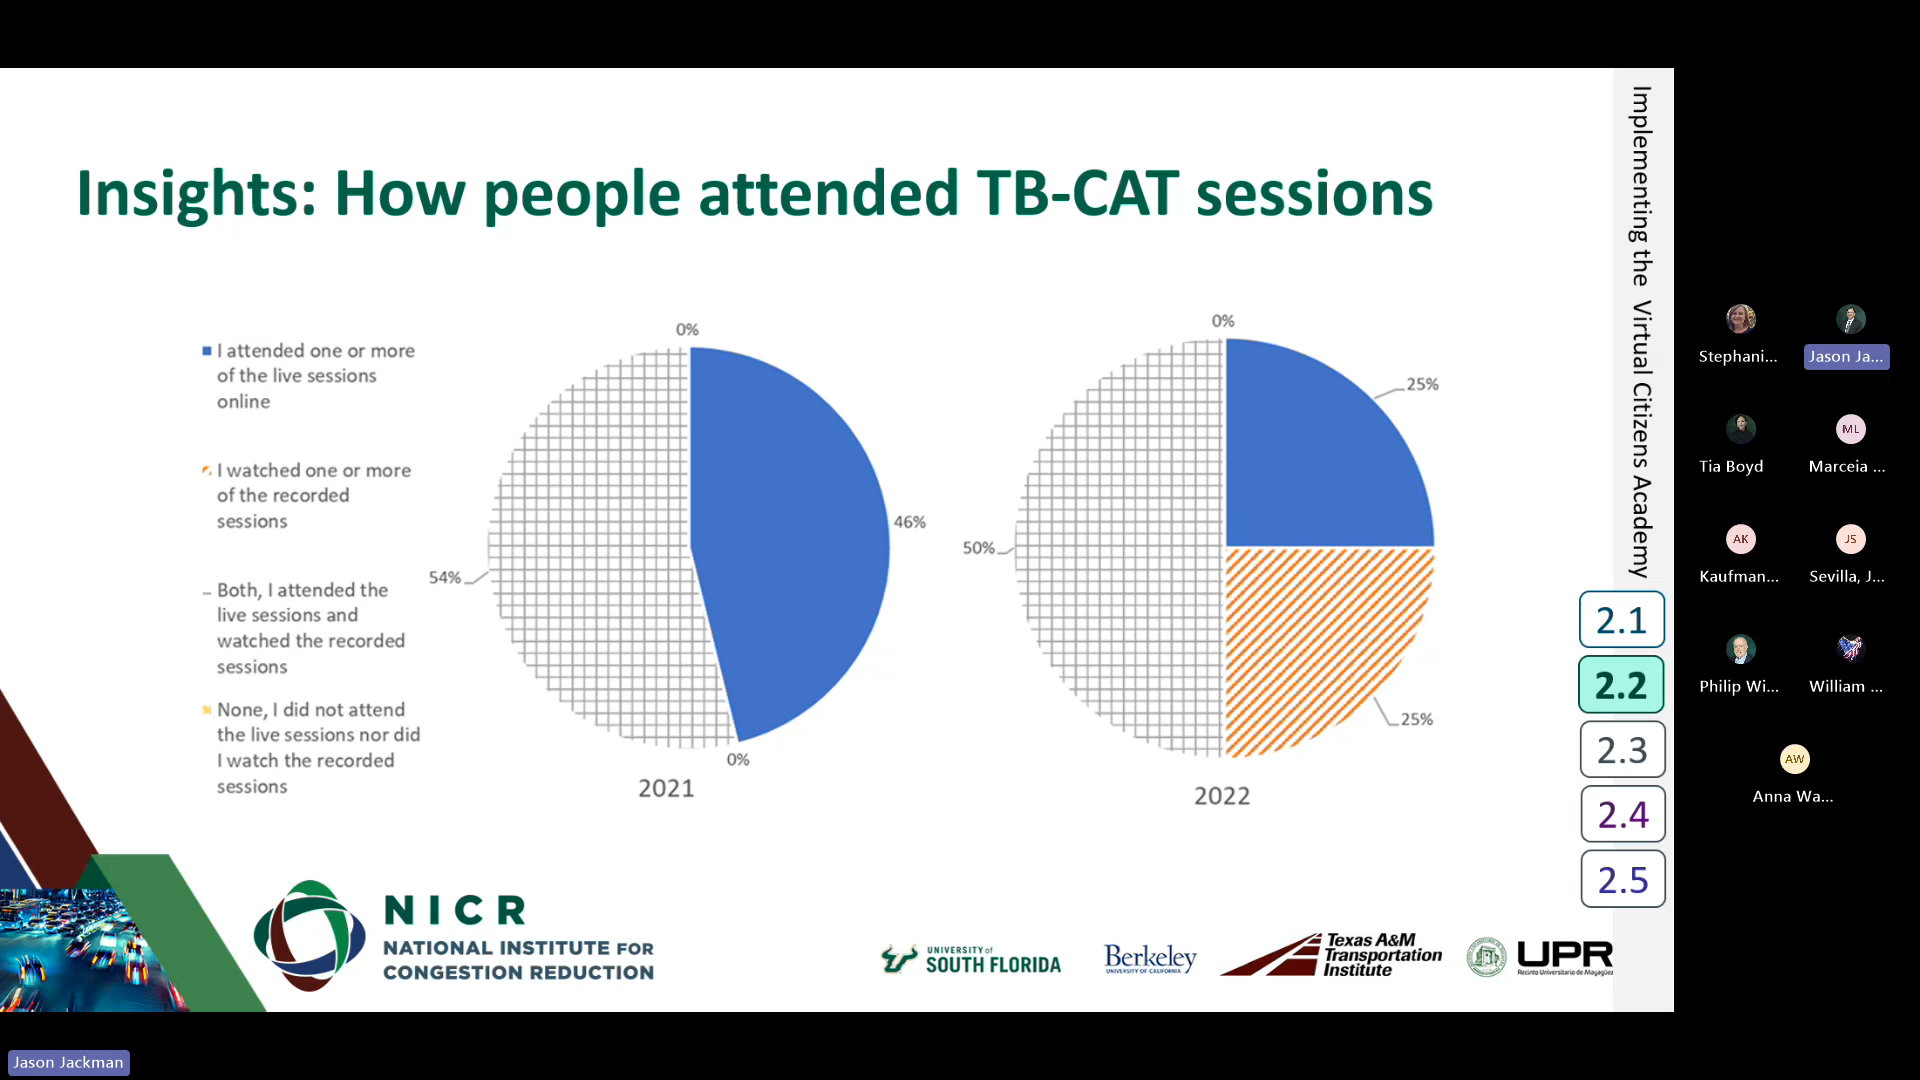 Insights: How people attended TB-CAT sessions
I attended one or more
of the live sessions
online
I watched one or more
of the recorded
sessions
Both, I attended the
live sessions and
watched the recorded
sessions
None, I did not attend
the live sessions nor did
I watch the recorded
sessions
0%
46%
54%
0%
2021
0%
25%
50%
25%
2022
Implementing the Virtual Citizens Academy
2.1
2.2
2.3
2.4
2.5
NICR
NATIONAL INSTITUTE FOR
CONGESTION REDUCTION
UNIVERSITY of
SOUTH FLORIDA
Berkeley
UNIVERSITY OF CALIFORNIA
Texas A&M
Transportation
Institute
UPR
Recinto Universitario de Mayagüez
Stephani...
Jason Ja...
Tia Boyd
ML
Marceia ...
AK
Kaufman...
JS
Sevilla, J...
Philip Wi...
William ...
AW
Anna Wa...
Jason Jackman